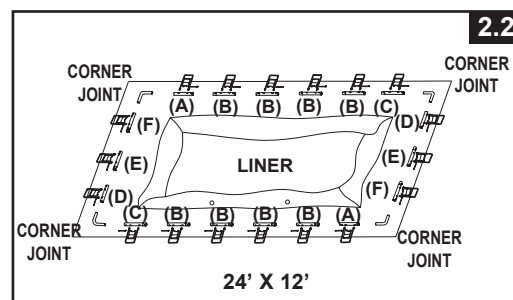 2.2
CORNER JOINT
CORNER JOINT
(A) (B) (B) (B) (B) (C)
(F) (D)
(E) LINER (E)
(D) (F)
(C) (B) (B) (B) (B) (A)
CORNER JOINT
CORNER JOINT
24' X 12'